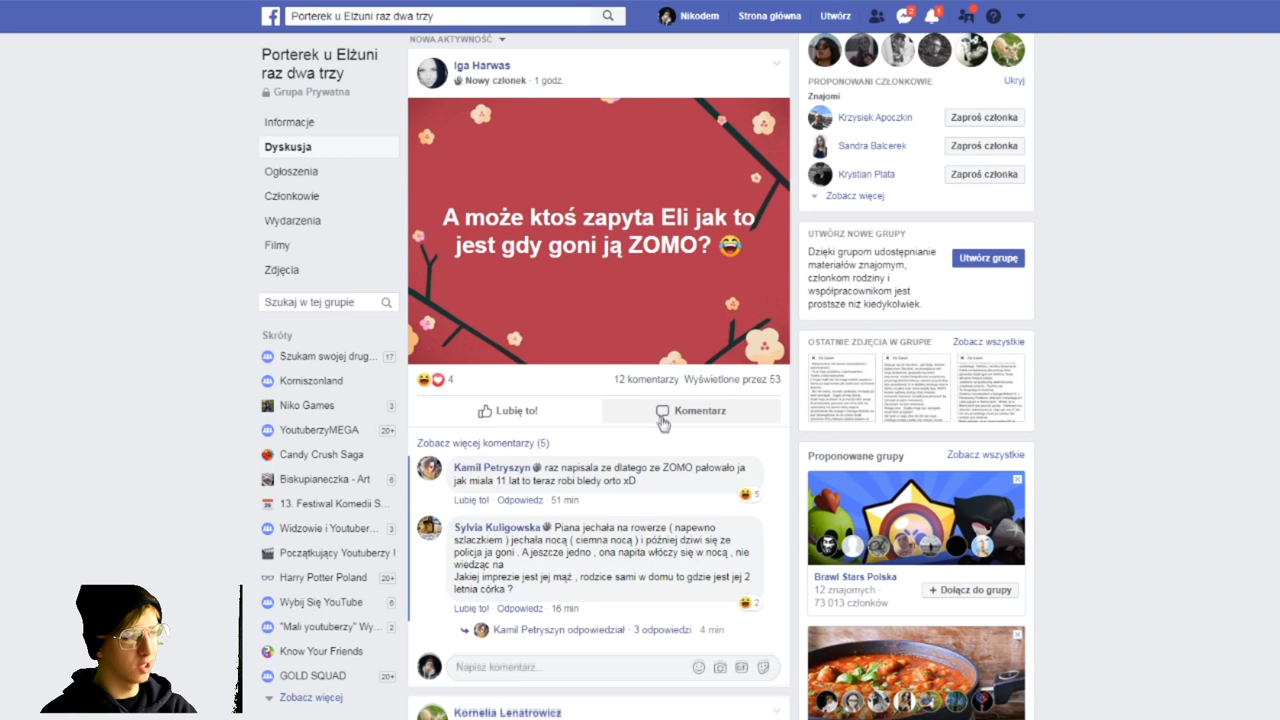 Porterek u Elżuni raz dwa trzy
Nikodem
Strona główna
Utwórz
2
1
Porterek u Elżuni
raz dwa trzy
Grupa Prywatna
Informacje
Dyskusja
Ogłoszenia
Członkowie
Wydarzenia
Filmy
Zdjęcia
Szukaj w tej grupie
Skróty
Szukam swojej drug... 17
Komiszonland
Niko Games 3
YoutuberzyMEGA 20+
Candy Crush Saga
Biskupianeczka - Art 6
13. Festiwal Komedii S...
Widzowie i Youtuber... 3
Początkujący Youtuberzy I
Harry Potter Poland 20+
Wybij Się YouTube 6
"Mali youtuberzy" Wy... 2
Know Your Friends
GOLD SQUAD 20+
Zobacz więcej
NOWA AKTYWNOŚĆ
Iga Harwas
Nowy członek · 1 godz.
A może ktoś zapyta Eli jak to
jest gdy goni ją ZOMO? 😂
4
12 komentarzy Wyświetlone przez 53
Lubię to!
Komentarz
Zobacz więcej komentarzy (5)
Kamil Petryszyn raz napisala ze dlatego ze ZOMO pałowało ja
jak miala 11 lat to teraz robi bledy orto xD
5
Lubię to! · Odpowiedz · 51 min
Sylvia Kuligowska Piana jechała na rowerze ( napewno
szlaczkiem ) jechała nocą ( ciemna nocą ) i później dziwi się ze
policja ja goni . A jeszcze jedno , ona napita włóczy się w nocą , nie
wiedząc na
Jakiej imprezie jest jej mąż , rodzice sami w domu to gdzie jest jej 2
letnia córka ?
2
Lubię to! · Odpowiedz · 16 min
Kamil Petryszyn odpowiedział · 3 odpowiedzi 4 min
Napisz komentarz...
GIF
Kornelia Lenatrowicz
PROPONOWANI CZŁONKOWIE
Ukryj
Znajomi
Krzysiek Apoczkin
Zaproś członka
Sandra Balcerek
Zaproś członka
Krystian Plata
Zaproś członka
Zobacz więcej
UTWÓRZ NOWE GRUPY
Dzięki grupom udostępnianie
materiałów znajomym,
członkom rodziny i
współpracownikom jest
prostsze niż kiedykolwiek.
Utwórz grupę
OSTATNIE ZDJĘCIA W GRUPIE
Zobacz wszystkie
Proponowane grupy
Zobacz wszystkie
Brawl Stars Polska
12 znajomych ·
73 013 członków
+ Dołącz do grupy